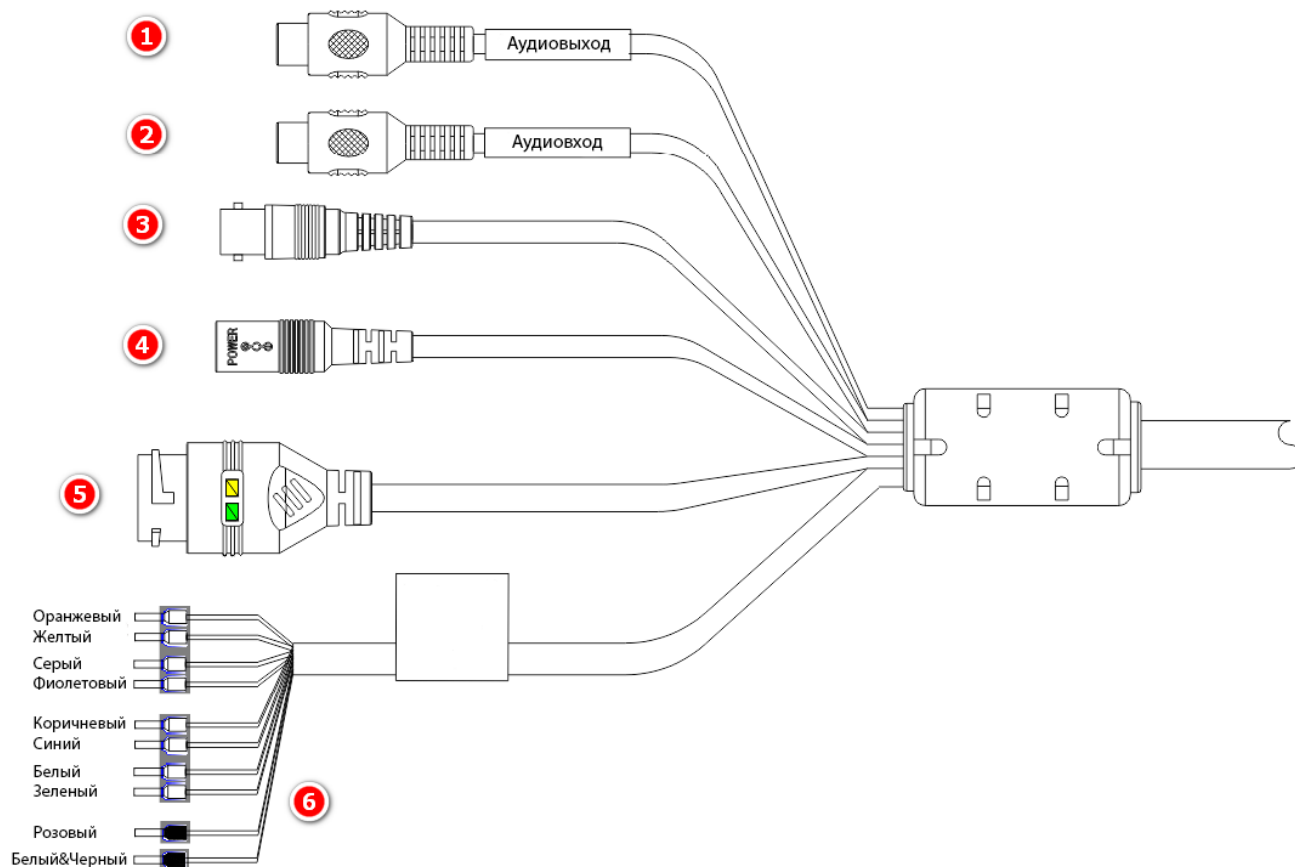 1
Аудиовыход
2
Аудиовход
3
4
POWER
5
Оранжевый
Желтый
Серый
Фиолетовый
Коричневый
Синий
Белый
Зеленый
6
Розовый
Белый&Черный